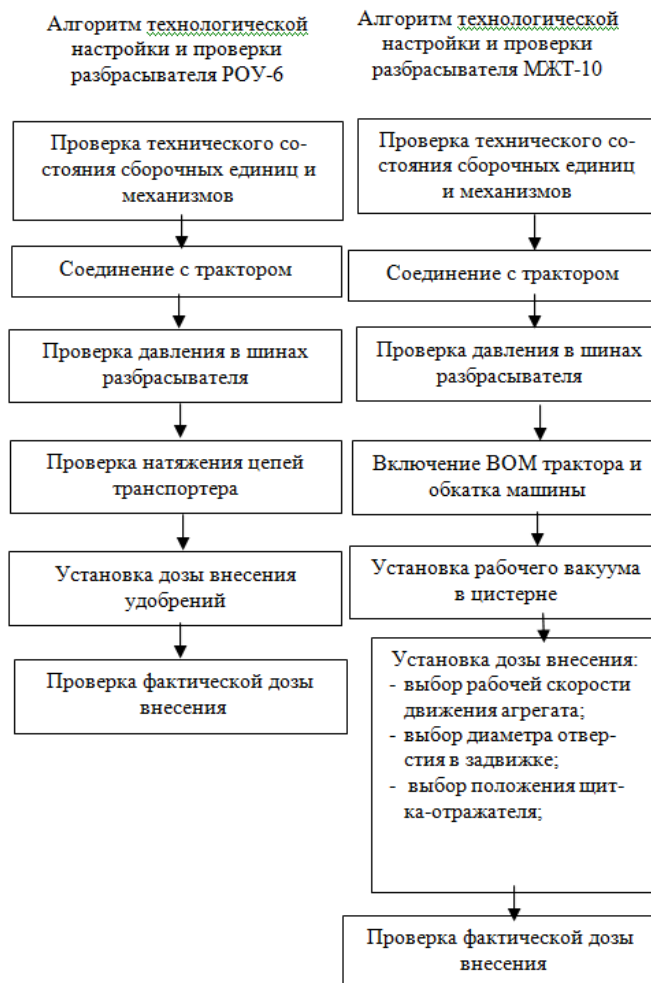 Алгоритм технологической
настройки и проверки
разбрасывателя РОУ-6
Проверка технического со-
стояния сборочных единиц и
механизмов
Соединение с трактором
Проверка давления в шинах
разбрасывателя
Проверка натяжения цепей
транспортера
Установка дозы внесения
удобрений
Проверка фактической дозы
внесения
Алгоритм технологической
настройки и проверки
разбрасывателя МЖТ-10
Проверка технического со-
стояния сборочных единиц
и механизмов
Соединение с трактором
Проверка давления в шинах
разбрасывателя
Включение ВОМ трактора и
обкатка машины
Установка рабочего вакуума
в цистерне
Установка дозы внесения:
- выбор рабочей скорости
движения агрегата;
- выбор диаметра отвер-
стия в задвижке;
- выбор положения щит-
ка-отражателя;
Проверка фактической дозы
внесения